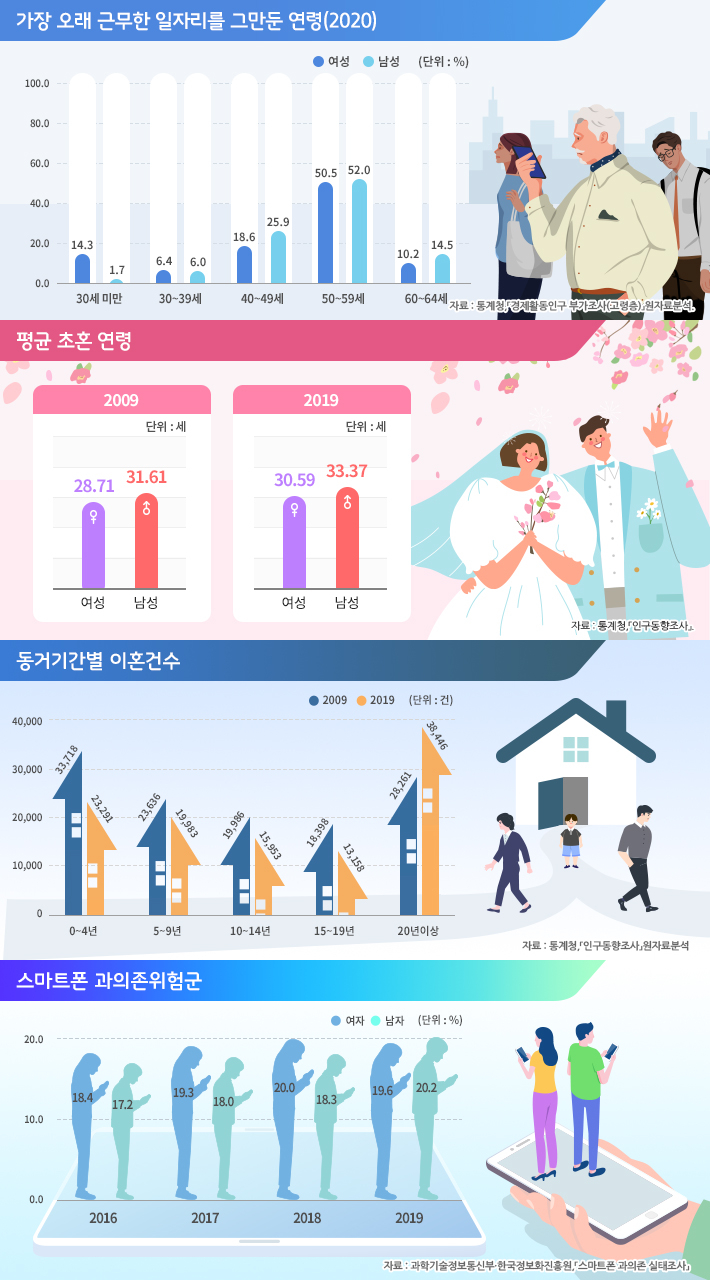 가장 오래 근무한 일자리를 그만둔 연령(2020)
여성 남성 (단위 : %)
100.0
80.0
60.0
40.0
20.0
0.0
14.3 1.7 6.4 6.0 18.6 25.9 50.5 52.0 10.2 14.5
30세 미만 30~39세 40~49세 50~59세 60~64세
자료 : 통계청,「경제활동인구 부가조사(고령층)」원자료분석.
평균 초혼 연령
2009
단위 : 세
28.71 31.61
여성 남성
2019
단위 : 세
30.59 33.37
여성 남성
자료 : 통계청,「인구동향조사」.
동거기간별 이혼건수
2009 2019 (단위 : 건)
40,000
30,000
20,000
10,000
0
33,718 23,291 23,636 19,983 19,986 15,953 18,398 13,158 28,261 38,446
0~4년 5~9년 10~14년 15~19년 20년이상
자료 : 통계청,「인구동향조사」원자료분석
스마트폰 과의존위험군
여자 남자 (단위 : %)
20.0
10.0
0.0
18.4 17.2 19.3 18.0 20.0 18.3 19.6 20.2
2016 2017 2018 2019
자료 : 과학기술정보통신부·한국정보화진흥원,「스마트폰 과의존 실태조사」